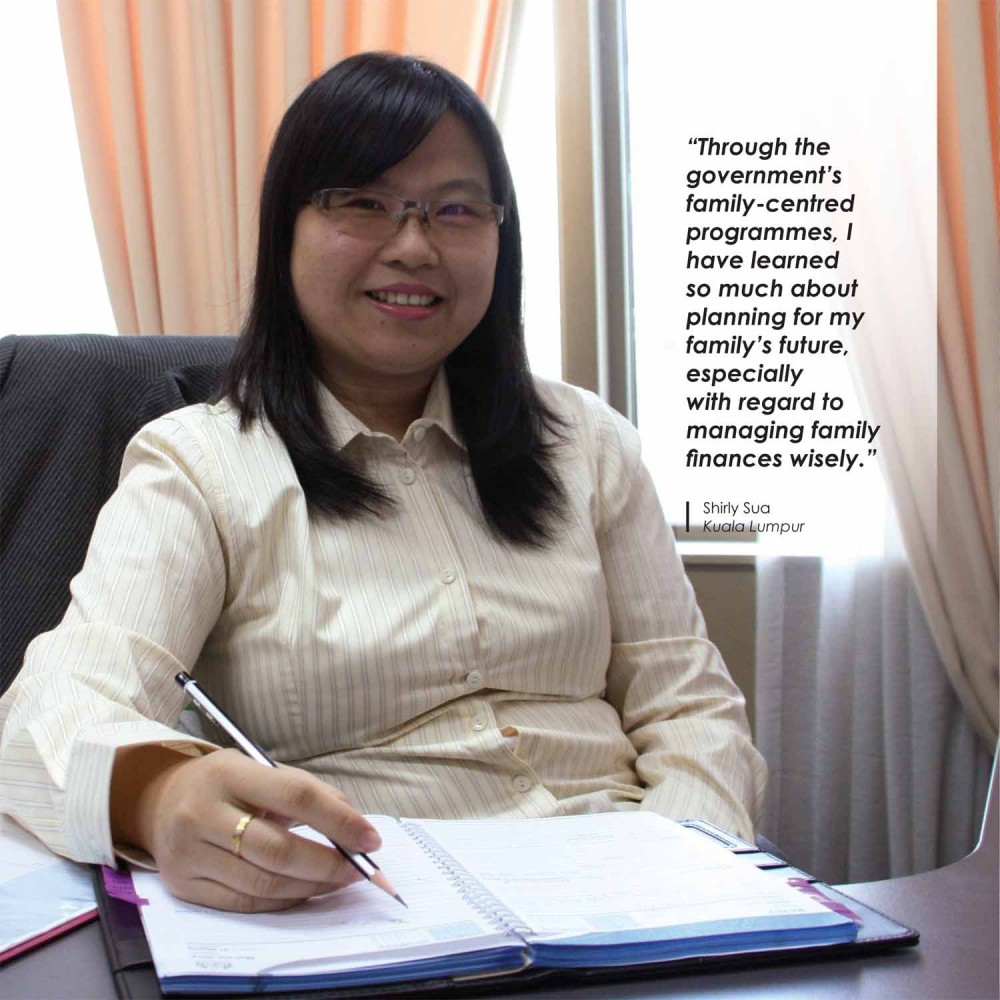 “Through the
government’s
family-centred
programmes, I
have learned
so much about
planning for my
family’s future,
especially
with regard to
managing family
finances wisely.”
Shirly Sua
Kuala Lumpur